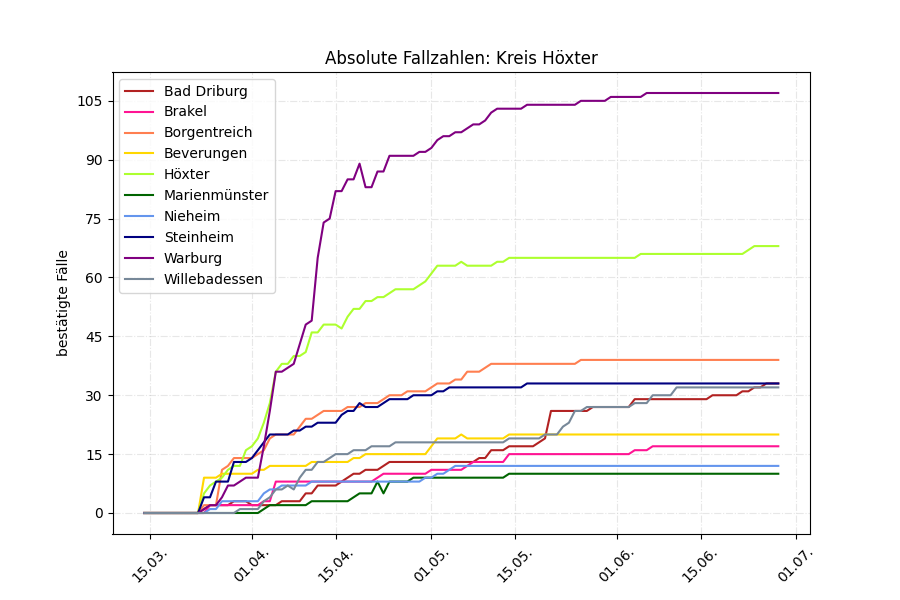 Absolute Fallzahlen: Kreis Höxter
bestätigte Fälle
105
90
75
60
45
30
15
0
Bad Driburg
Brakel
Borgentreich
Beverungen
Höxter
Marienmünster
Nieheim
Steinheim
Warburg
Willebadessen
15.03.
01.04.
15.04.
01.05.
15.05.
01.06.
15.06.
01.07.